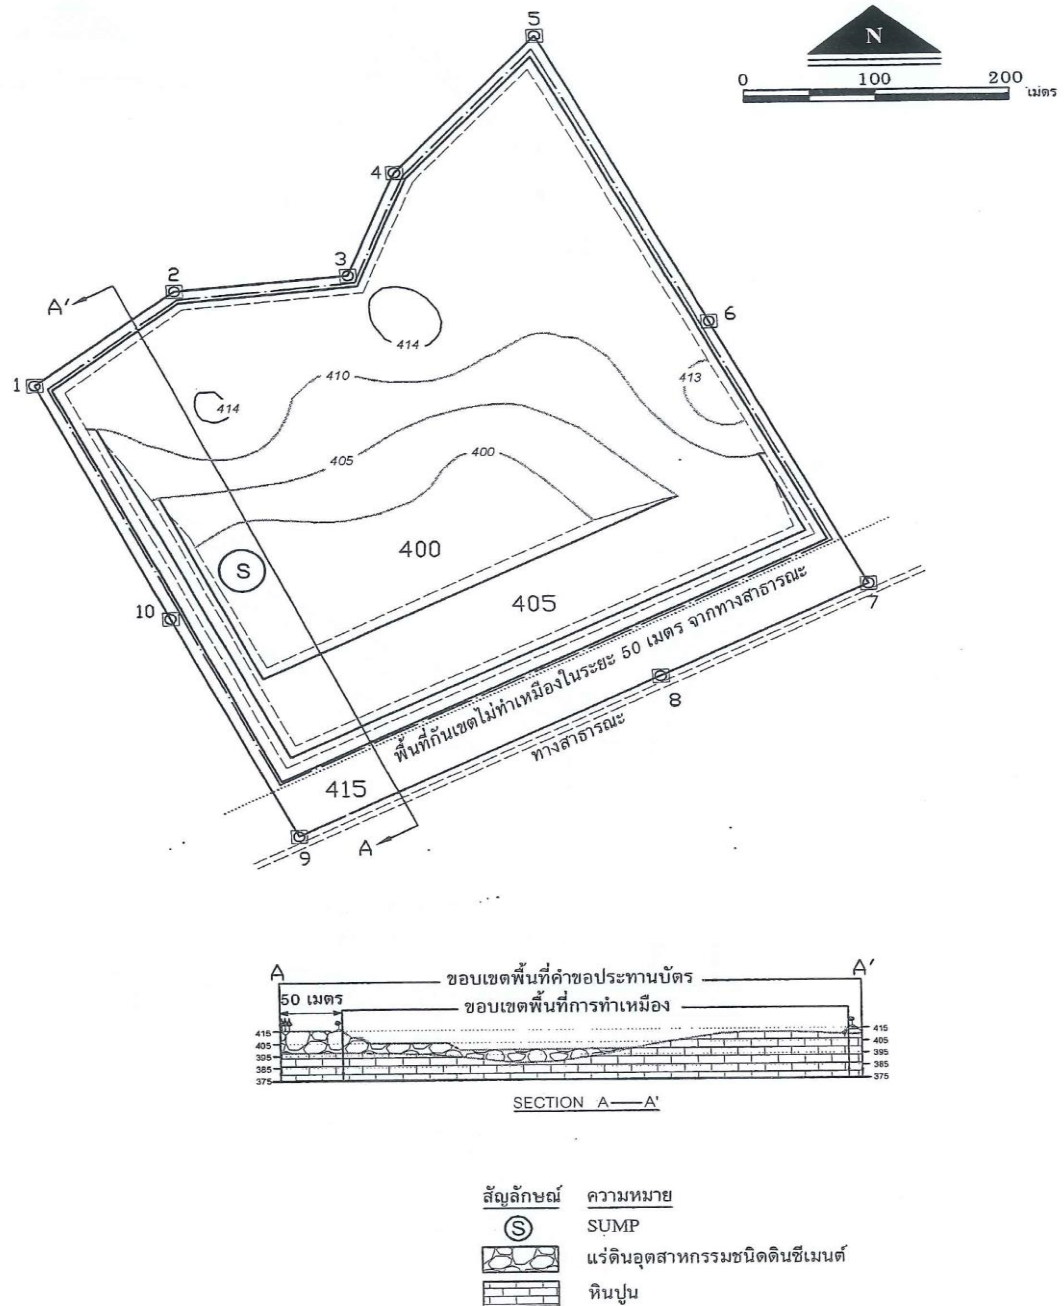 5
N
0 100 200
เมตร
4
3
2
A'
6
1
414
410
413
414
405
400
400
S
405
10
7
พื้นที่กันเขตไม่ทำเหมืองในระยะ 50 เมตร จากทางสาธารณะ
8
ทางสาธารณะ
415
A
9
A A'
ขอบเขตพื้นที่คำขอประทานบัตร
50 เมตร
ขอบเขตพื้นที่การทำเหมือง
415 415
405 405
395 395
385 385
375 375
SECTION A——A'
สัญลักษณ์ ความหมาย
S SUMP
แร่ดินอุตสาหกรรมชนิดดินซีเมนต์
หินปูน